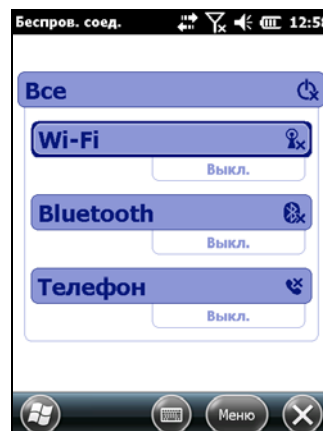 Беспров. соед. 12:58
Все
Wi-Fi
Выкл.
Bluetooth
Выкл.
Телефон
Выкл.
Меню